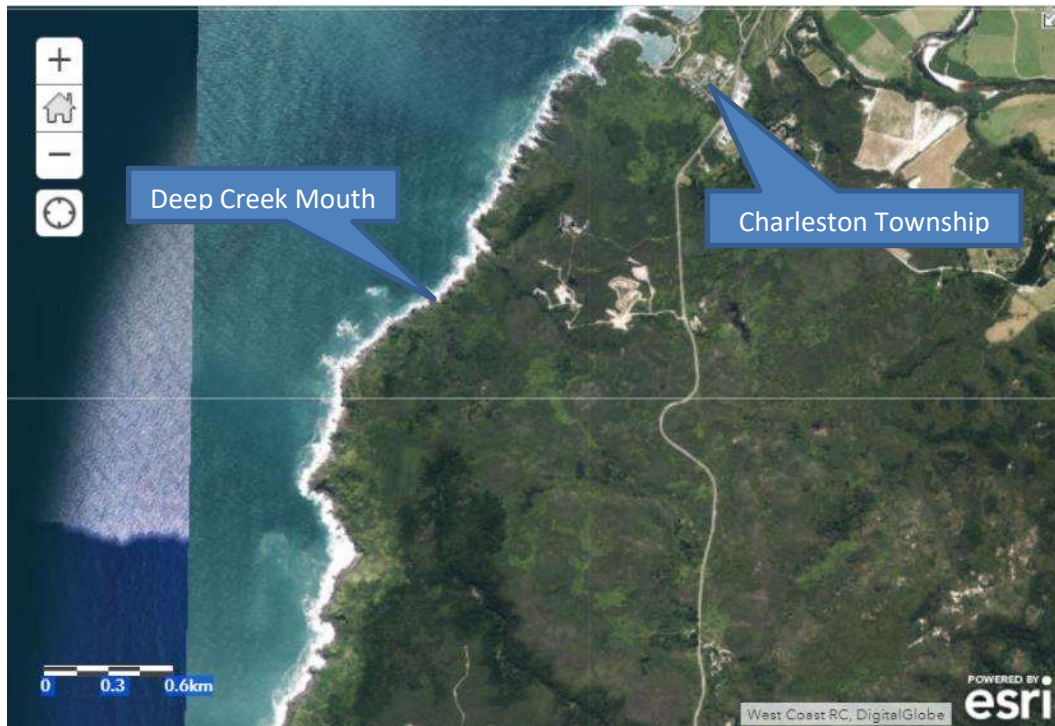 Deep Creek Mouth
Charleston Township
0 0.3 0.6km
West Coast RC, DigitalGlobe
POWERED BY
esri